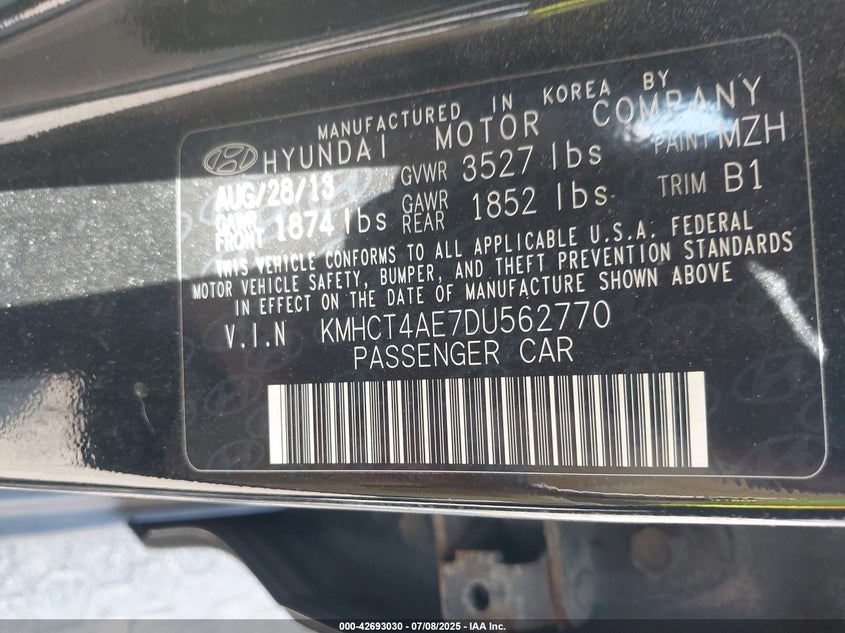 MANUFACTURED IN KOREA BY
HYUNDAI MOTOR COMPANY
AUG/28/13 GVWR 3527 lbs PAINT MZH
GAWR FRONT 1874 lbs GAWR REAR 1852 lbs TRIM B1
THIS VEHICLE CONFORMS TO ALL APPLICABLE U.S.A. FEDERAL
MOTOR VEHICLE SAFETY, BUMPER, AND THEFT PREVENTION STANDARDS
IN EFFECT ON THE DATE OF MANUFACTURE SHOWN ABOVE
V.I.N KMHCT4AE7DU562770
PASSENGER CAR
000-42693030 - 07/08/2025 - IAA Inc.